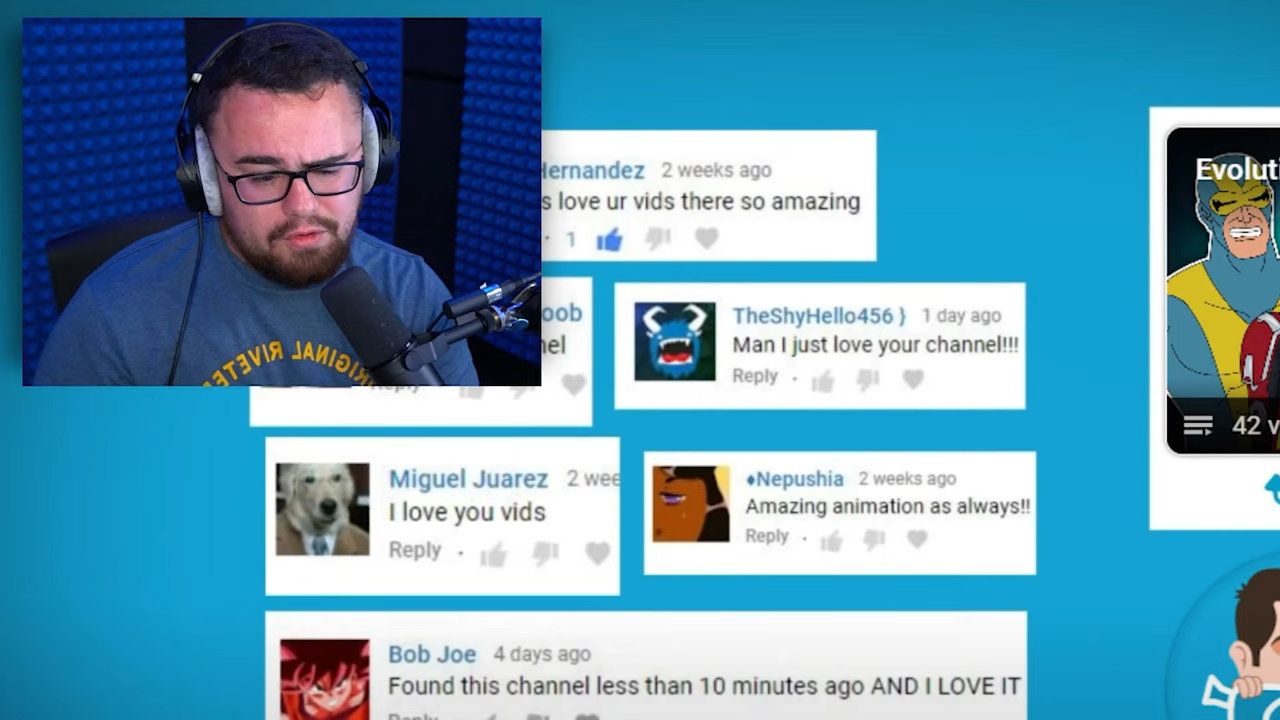 Hernandez 2 weeks ago
s love ur vids there so amazing
1
oob
nel
Reply
TheShyHello456 } 1 day ago
Man I just love your channel!!!
Reply
ORIGINAL RIVETE
Evoluti
42 v
Miguel Juarez 2 wee
I love you vids
Reply
♦Nepushia 2 weeks ago
Amazing animation as always!!
Reply
Bob Joe 4 days ago
Found this channel less than 10 minutes ago AND I LOVE IT
Reply